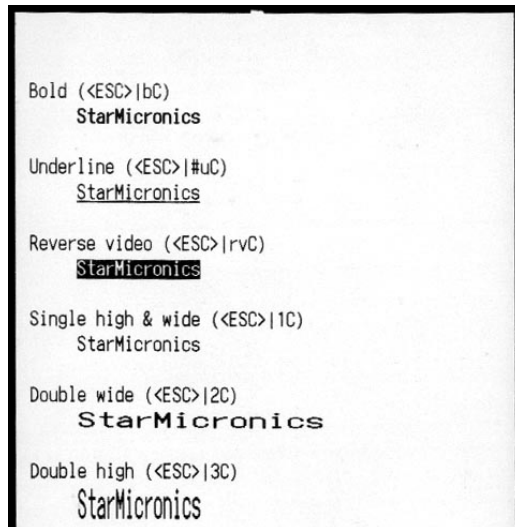 Bold (<ESC>|bC)
StarMicronics
Underline (<ESC>|#uC)
StarMicronics
Reverse video (<ESC>|rvC)
StarMicronics
Single high & wide (<ESC>|1C)
StarMicronics
Double wide (<ESC>|2C)
StarMicronics
Double high (<ESC>|3C)
StarMicronics